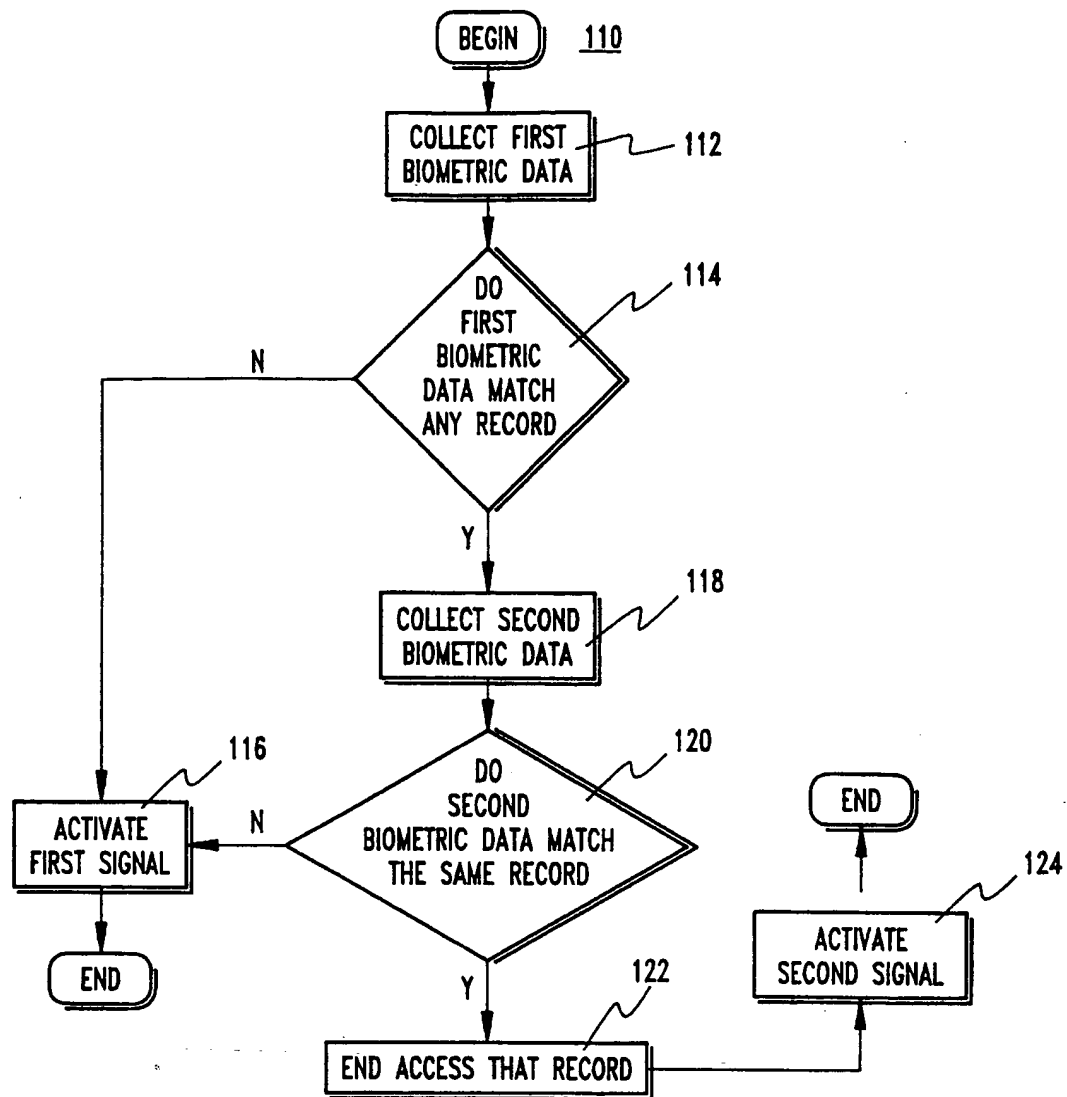 BEGIN
110
COLLECT FIRST
BIOMETRIC DATA
112
DO
FIRST
BIOMETRIC
DATA MATCH
ANY RECORD
114
N
Y
COLLECT SECOND
BIOMETRIC DATA
118
DO
SECOND
BIOMETRIC DATA MATCH
THE SAME RECORD
120
N
Y
ACTIVATE
FIRST SIGNAL
116
END
END ACCESS THAT RECORD
122
ACTIVATE
SECOND SIGNAL
124
END